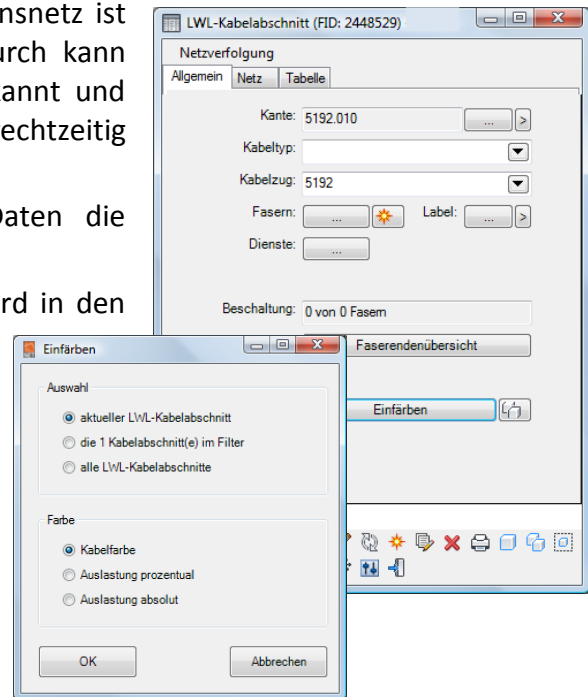 nsnetz ist
urch kann
kannt und
echtzeitig
Daten die
rd in den
LWL-Kabelabschnitt (FID: 2448529)
Netzverfolgung
Allgemein Netz Tabelle
Kante: 5192.010 ... >
Kabeltyp:
Kabelzug: 5192
Fasern: ... Label: ... >
Dienste: ...
Beschaltung: 0 von 0 Fasern
Faserendenübersicht
Einfärben
Einfärben
Auswahl
aktueller LWL-Kabelabschnitt
die 1 Kabelabschnitt(e) im Filter
alle LWL-Kabelabschnitte
Farbe
Kabelfarbe
Auslastung prozentual
Auslastung absolut
OK Abbrechen